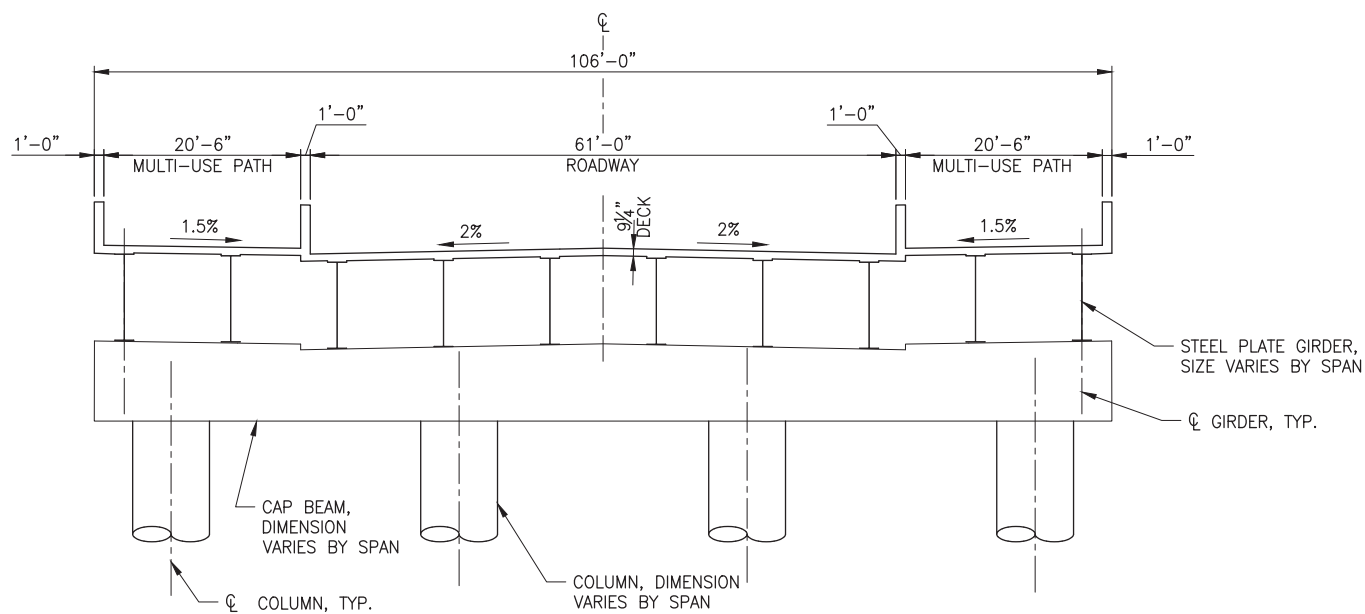 ℄
106'-0"
1'-0"
1'-0"
1'-0"
20'-6"
61'-0"
20'-6"
1'-0"
MULTI-USE PATH
ROADWAY
MULTI-USE PATH
1.5%
2%
9¼"
DECK
2%
1.5%
STEEL PLATE GIRDER,
SIZE VARIES BY SPAN
℄ GIRDER, TYP.
CAP BEAM,
DIMENSION
VARIES BY SPAN
COLUMN, DIMENSION
VARIES BY SPAN
℄ COLUMN, TYP.